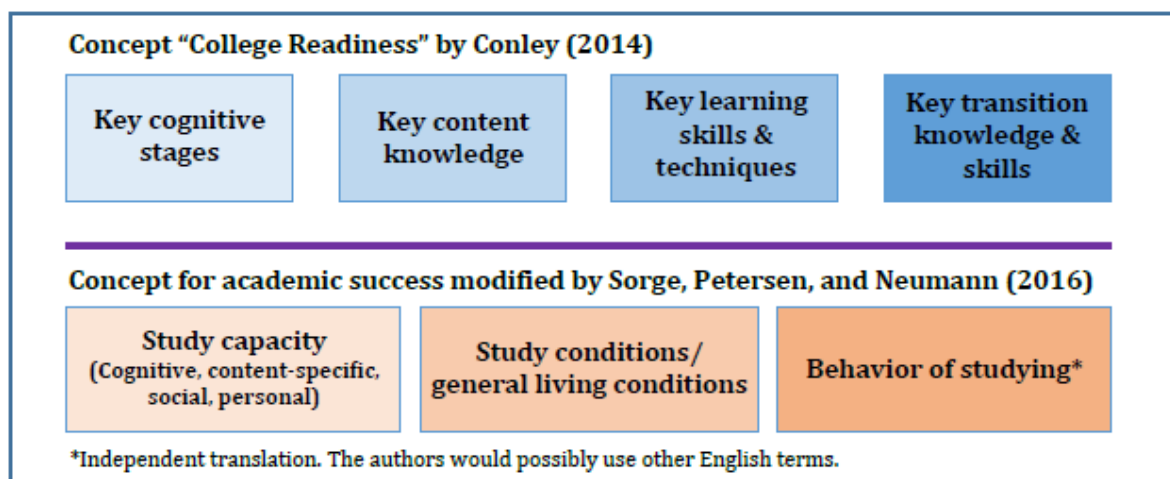 Concept “College Readiness” by Conley (2014)
Key cognitive
stages
Key content
knowledge
Key learning
skills &
techniques
Key transition
knowledge &
skills
Concept for academic success modified by Sorge, Petersen, and Neumann (2016)
Study capacity
(Cognitive, content-specific,
social, personal)
Study conditions/
general living conditions
Behavior of studying*
*Independent translation. The authors would possibly use other English terms.